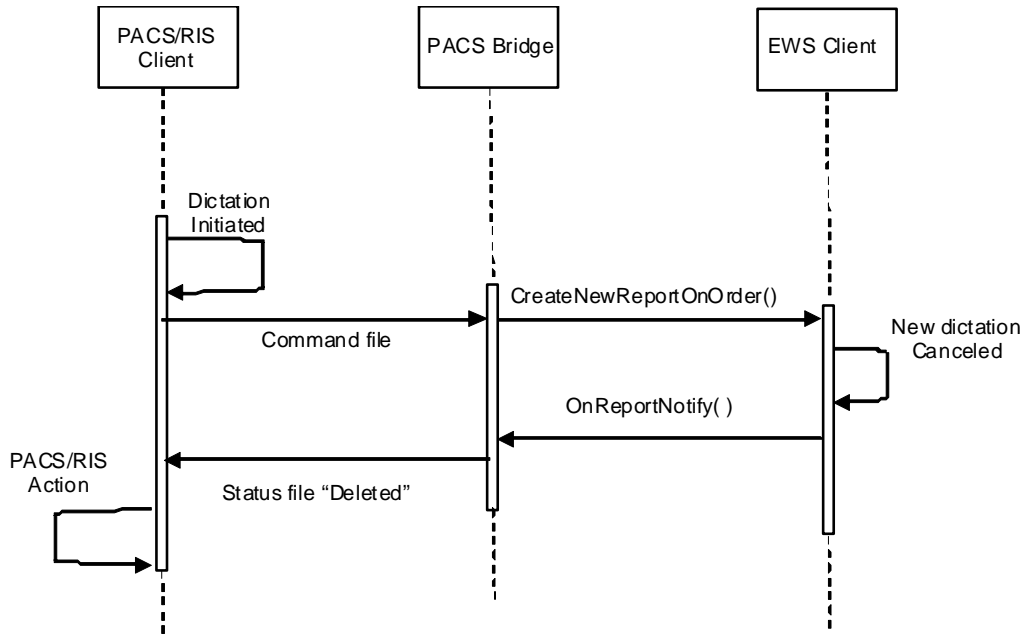 PACS/RIS
Client
PACS Bridge
EWS Client
Dictation
Initiated
CreateNewReportOnOrder()
Command file
New dictation
Canceled
OnReportNotify( )
PACS/RIS
Action
Status file “Deleted”